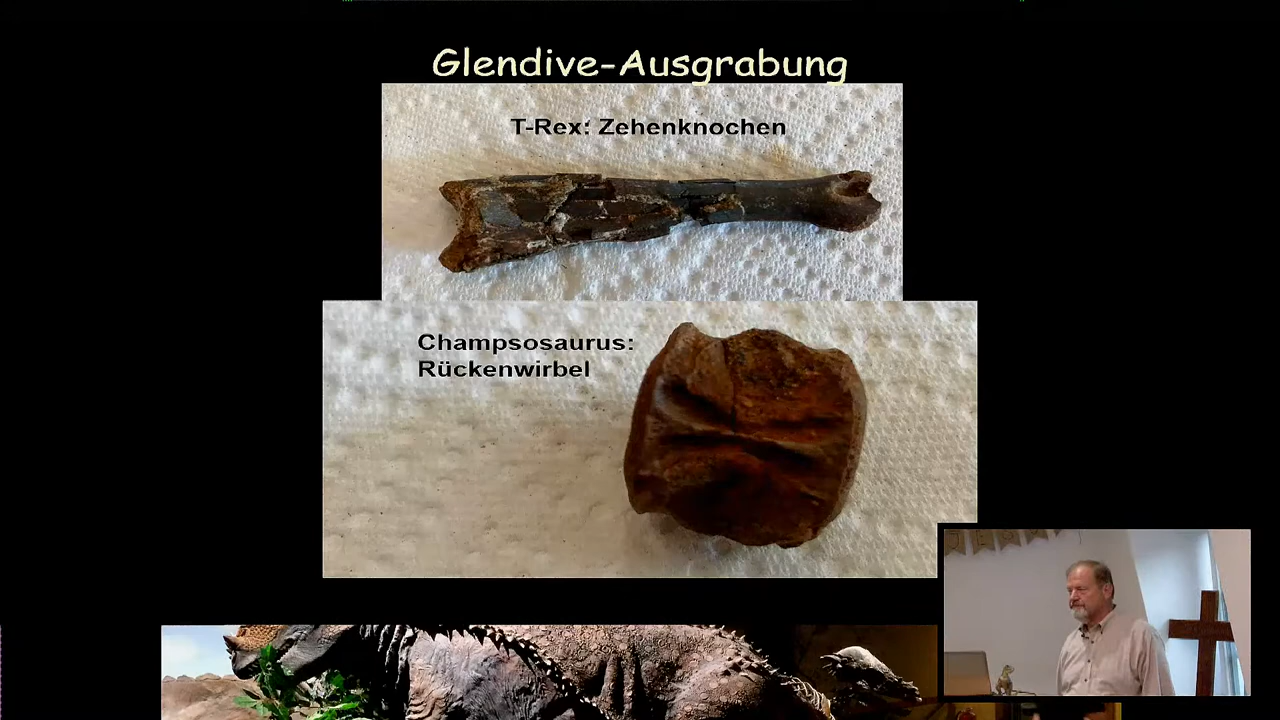 Glendive-Ausgrabung
T-Rex: Zehenknochen
Champsosaurus:
Rückenwirbel